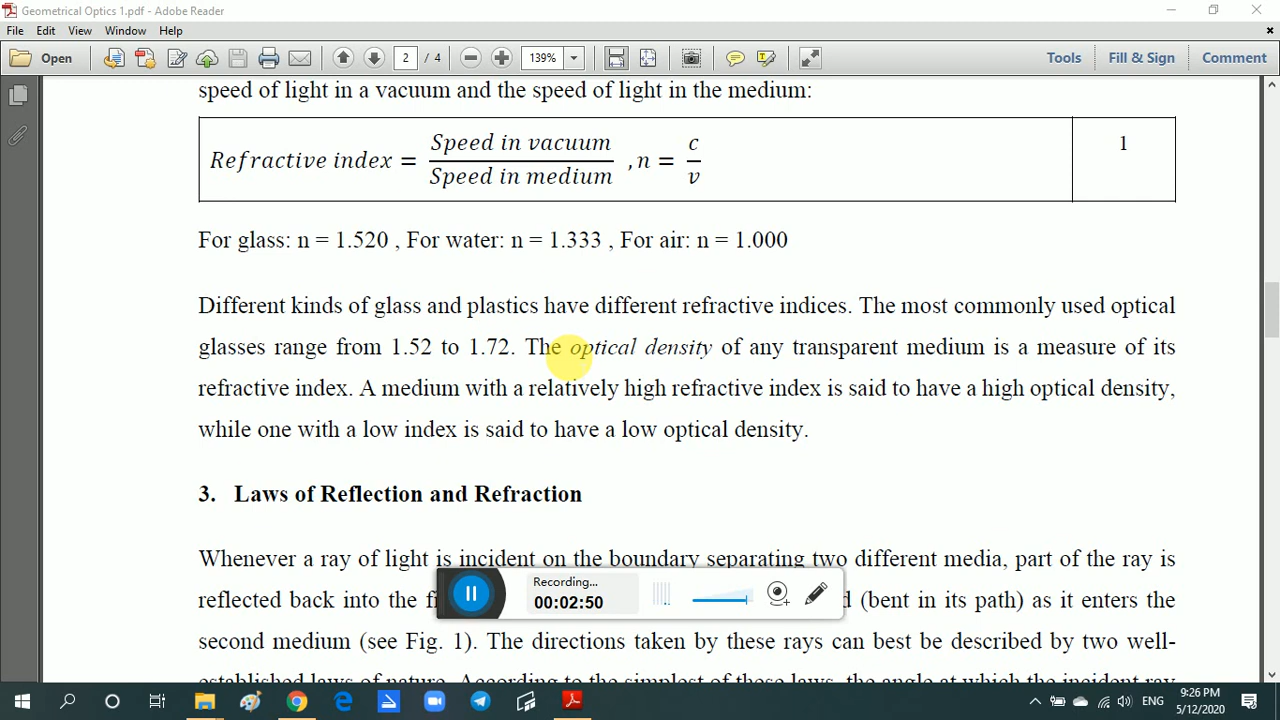 Geometrical Optics 1.pdf - Adobe Reader
File Edit View Window Help
Open 2 / 4 139% Tools Fill & Sign Comment
speed of light in a vacuum and the speed of light in the medium:
Refractive index = Speed in vacuum / Speed in medium , n = c / v 1
For glass: n = 1.520 , For water: n = 1.333 , For air: n = 1.000
Different kinds of glass and plastics have different refractive indices. The most commonly used optical
glasses range from 1.52 to 1.72. The optical density of any transparent medium is a measure of its
refractive index. A medium with a relatively high refractive index is said to have a high optical density,
while one with a low index is said to have a low optical density.
3. Laws of Reflection and Refraction
Whenever a ray of light is incident on the boundary separating two different media, part of the ray is
reflected back into the (bent in its path) as it enters the
Recording...
00:02:50
second medium (see Fig. 1). The directions taken by these rays can best be described by two well-
established laws of nature. According to the simplest of these laws, the angle at which the incident ray
ENG 9:26 PM
5/12/2020